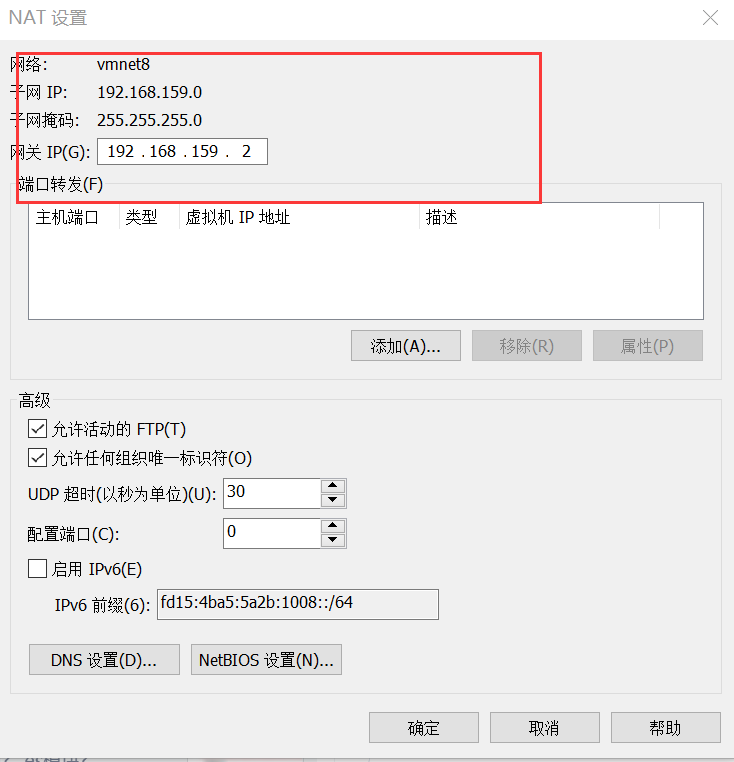 NAT 设置
网络: vmnet8
子网 IP: 192.168.159.0
子网掩码: 255.255.255.0
网关 IP(G): 192 . 168 . 159 . 2
端口转发(F)
主机端口 类型 虚拟机 IP 地址 描述
添加(A)... 移除(R) 属性(P)
高级
允许活动的 FTP(T)
允许任何组织唯一标识符(O)
UDP 超时(以秒为单位)(U): 30
配置端口(C): 0
启用 IPv6(E)
IPv6 前缀(6): fd15:4ba5:5a2b:1008::/64
DNS 设置(D)... NetBIOS 设置(N)...
确定 取消 帮助